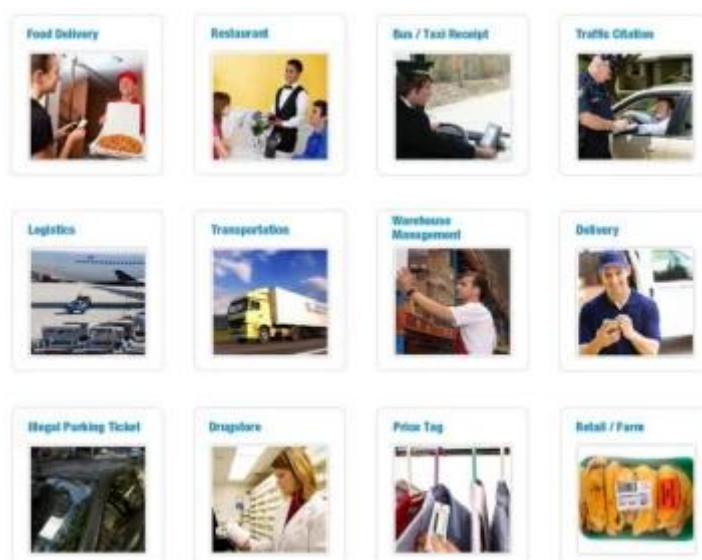 Food Delivery
Restaurant
Bus / Taxi Receipt
Traffic Citation
Logistics
Transportation
Warehouse
Management
Delivery
Illegal Parking Ticket
Drugstore
Price Tag
Retail / Farm